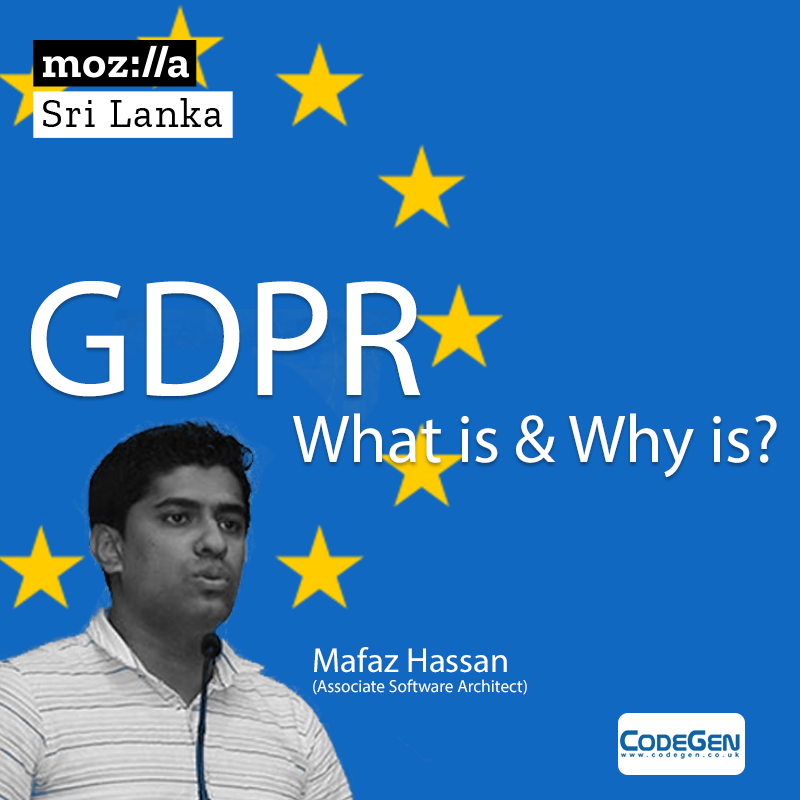 moz://a
Sri Lanka
GDPR
What is & Why is?
Mafaz Hassan
(Associate Software Architect)
CODEGEN
www.codegen.co.uk